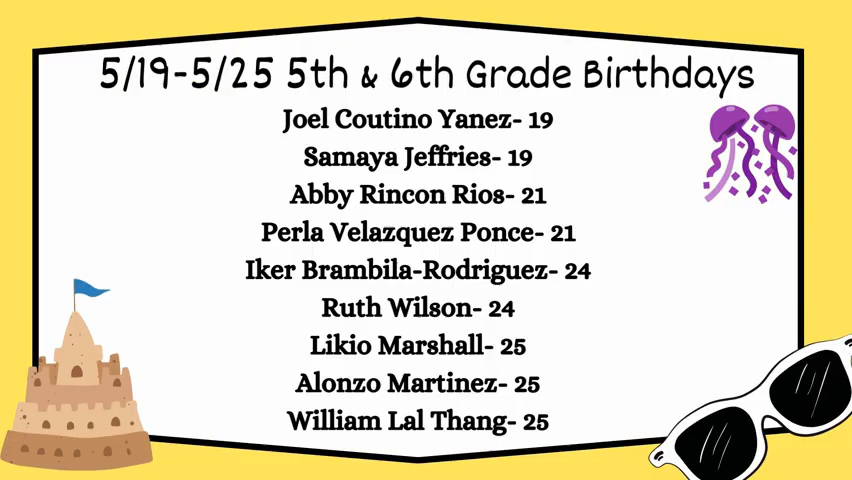 5/19-5/25 5th & 6th Grade Birthdays
Joel Coutino Yanez- 19
Samaya Jeffries- 19
Abby Rincon Rios- 21
Perla Velazquez Ponce- 21
Iker Brambila-Rodriguez- 24
Ruth Wilson- 24
Likio Marshall- 25
Alonzo Martinez- 25
William Lal Thang- 25